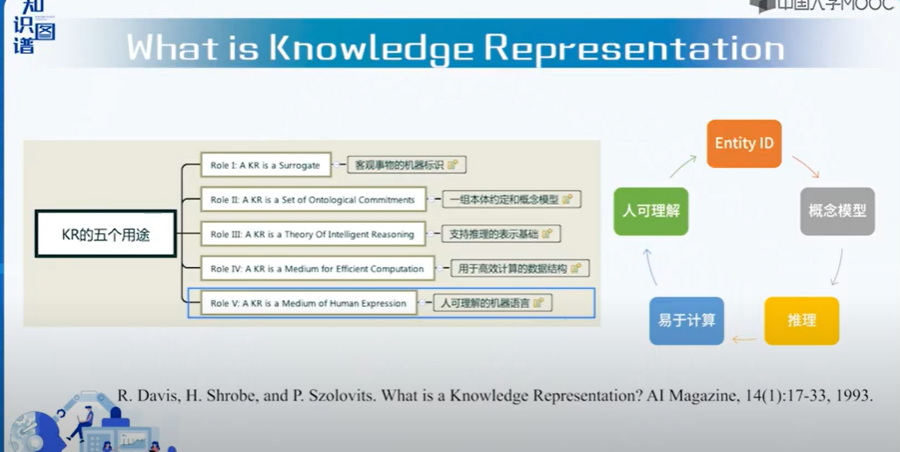 知识图谱
中国大学MOOC
What is Knowledge Representation
KR的五个用途
Role I: A KR is a Surrogate
客观事物的机器标识
Role II: A KR is a Set of Ontological Commitments
一组本体约定和概念模型
Role III: A KR is a Theory Of Intelligent Reasoning
支持推理的表示基础
Role IV: A KR is a Medium for Efficient Computation
用于高效计算的数据结构
Role V: A KR is a Medium of Human Expression
人可理解的机器语言
Entity ID
概念模型
推理
易于计算
人可理解
R. Davis, H. Shrobe, and P. Szolovits. What is a Knowledge Representation? AI Magazine, 14(1):17-33, 1993.